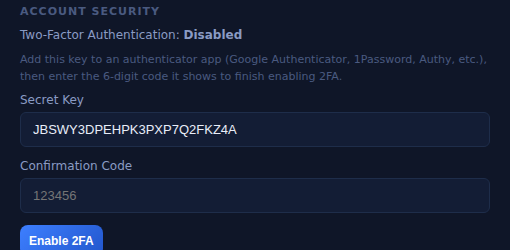 ACCOUNT SECURITY
Two-Factor Authentication: Disabled
Add this key to an authenticator app (Google Authenticator, 1Password, Authy, etc.),
then enter the 6-digit code it shows to finish enabling 2FA.
Secret Key
JBSWY3DPEHPK3PXP7Q2FKZ4A
Confirmation Code
123456
Enable 2FA